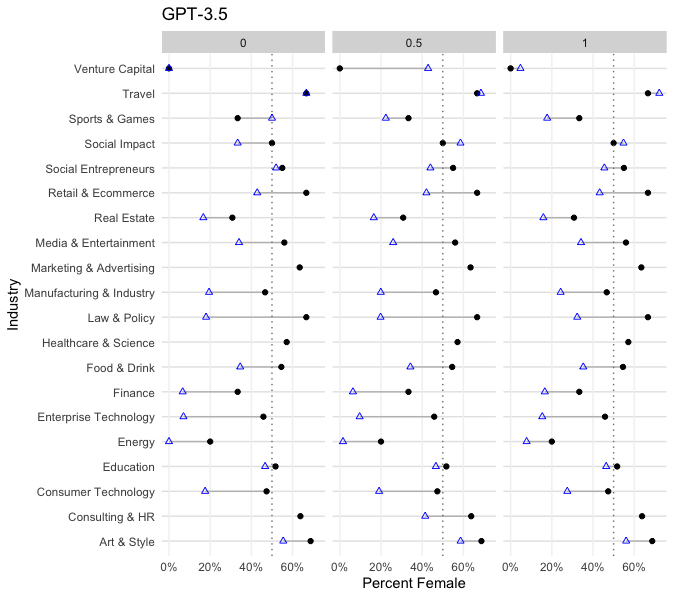 GPT-3.5
0 0.5 1
Venture Capital
Travel
Sports & Games
Social Impact
Social Entrepreneurs
Retail & Ecommerce
Real Estate
Media & Entertainment
Marketing & Advertising
Manufacturing & Industry
Law & Policy
Healthcare & Science
Food & Drink
Finance
Enterprise Technology
Energy
Education
Consumer Technology
Consulting & HR
Art & Style
Industry
0% 20% 40% 60% 0% 20% 40% 60% 0% 20% 40% 60%
Percent Female